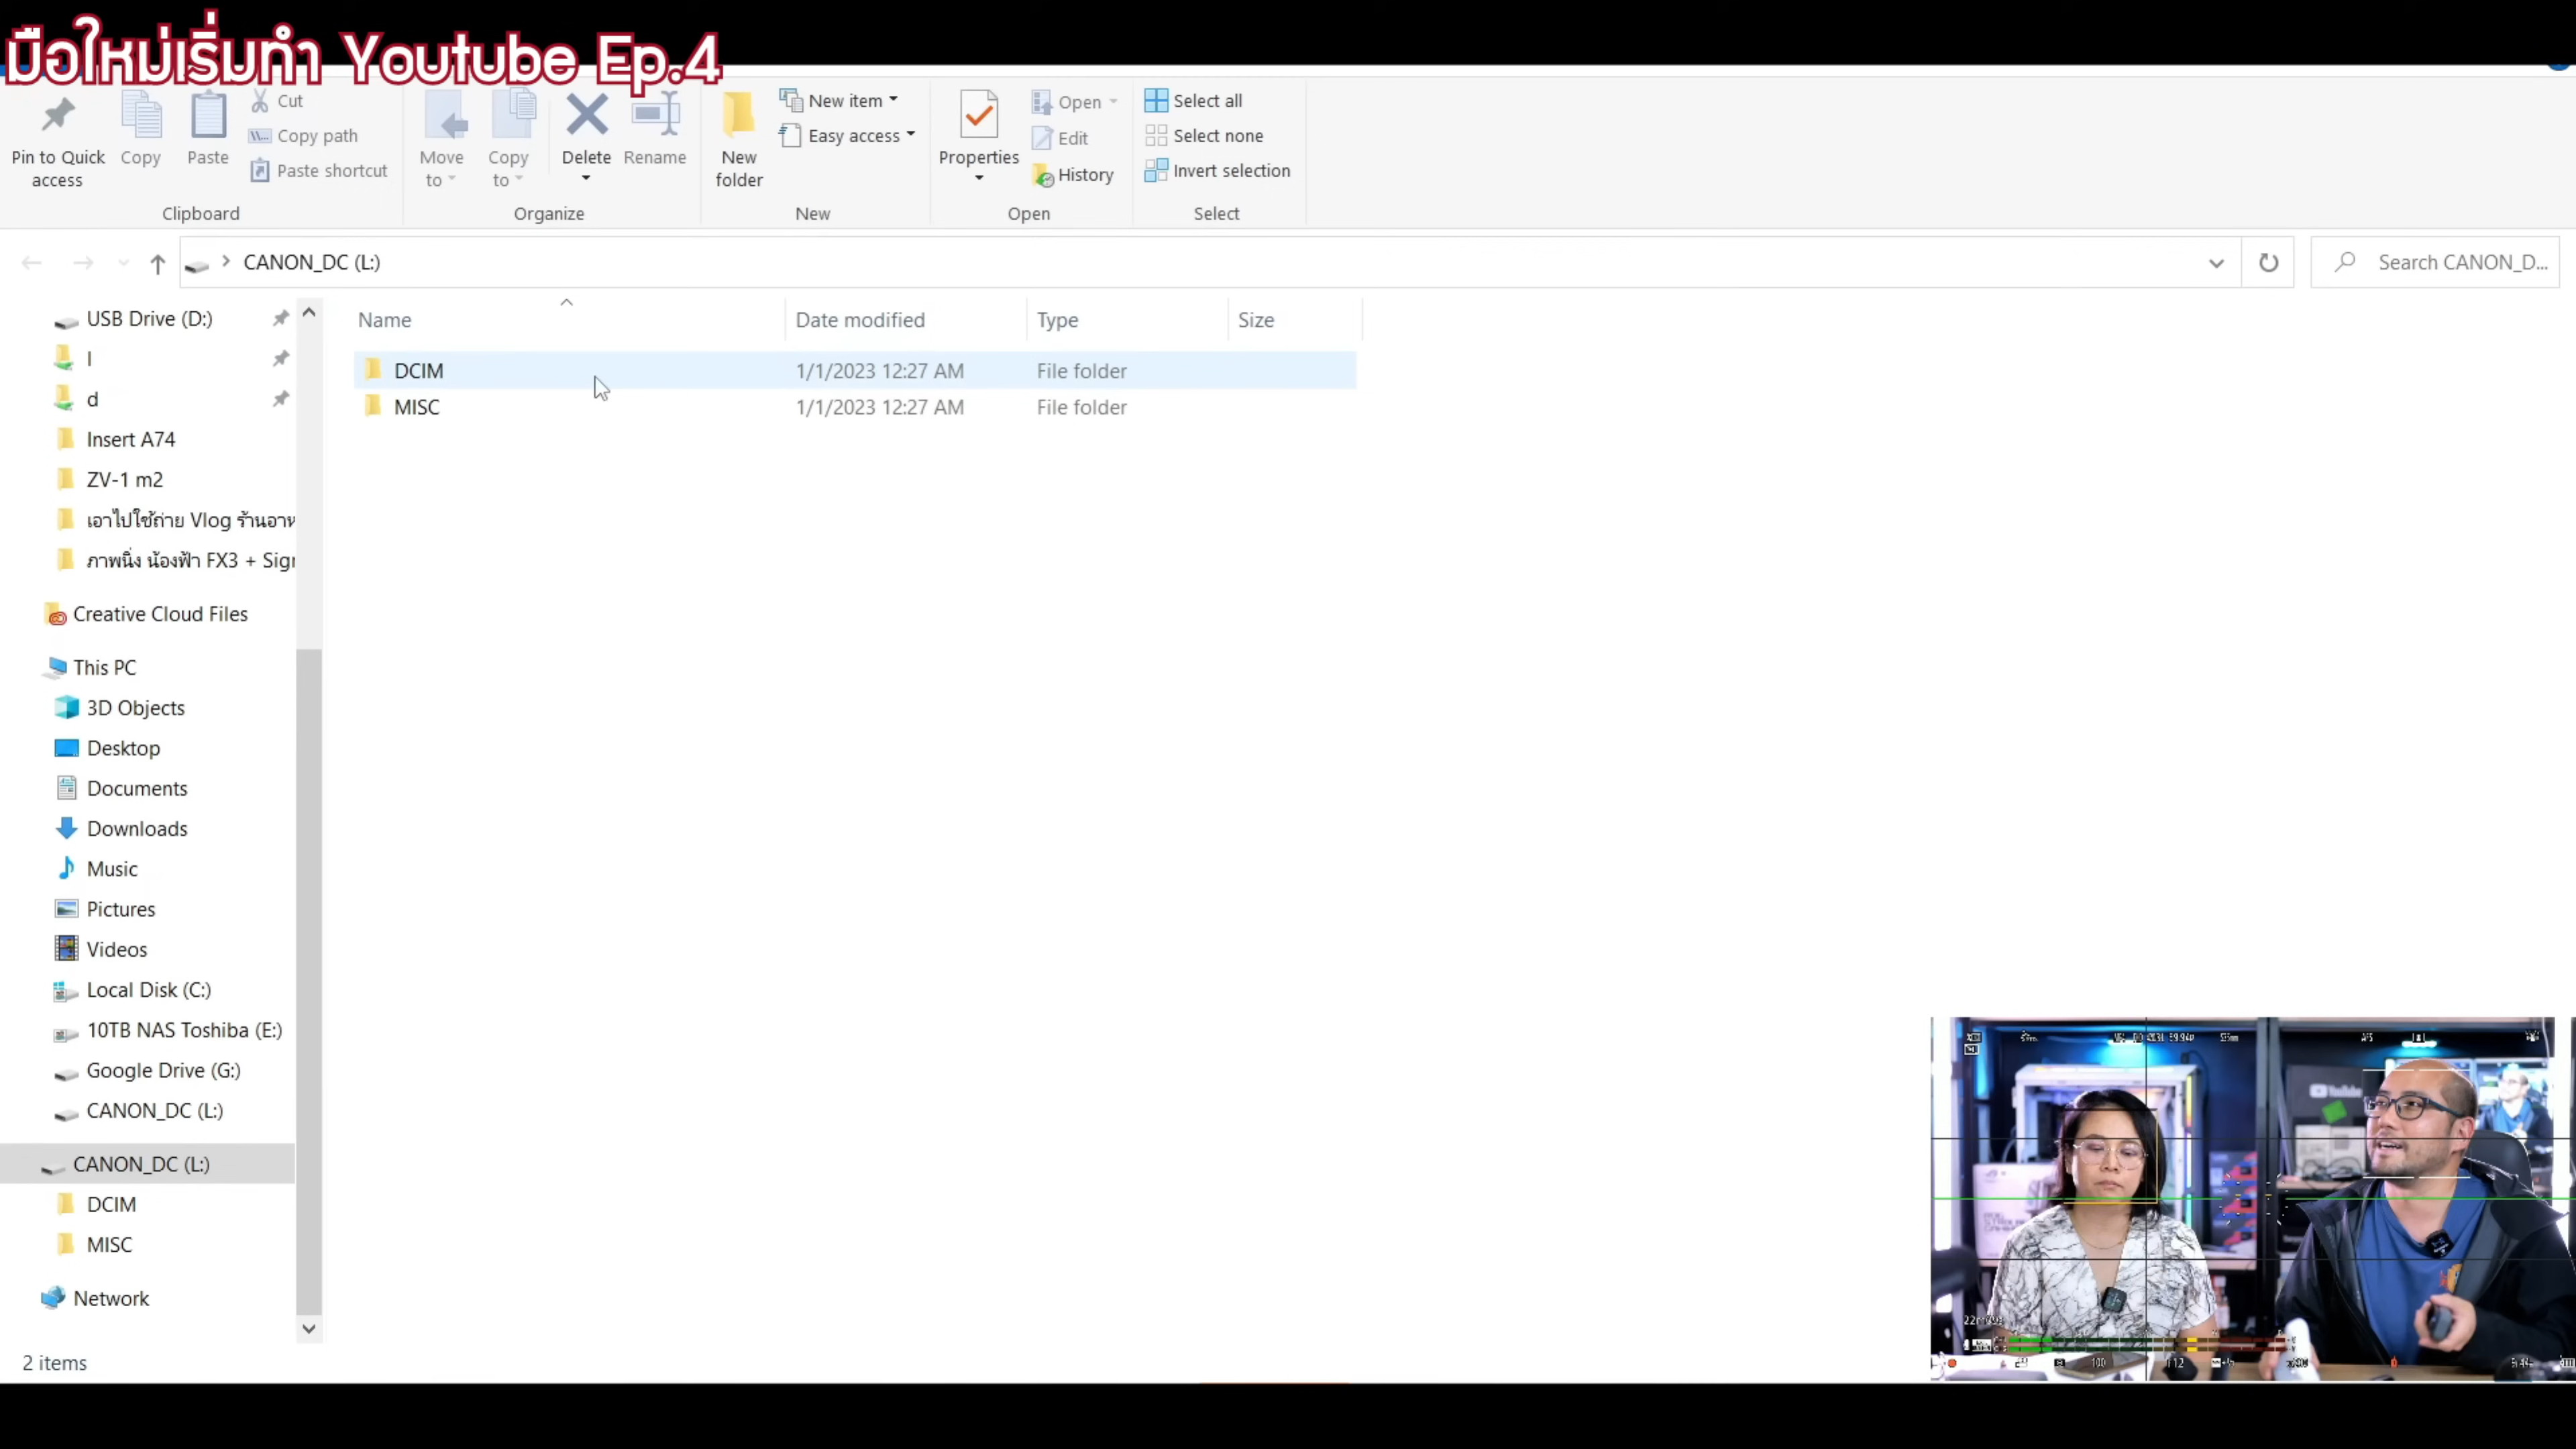 มือใหม่เริ่มทำ Youtube Ep.4
Pin to Quick access
Copy
Paste
Cut
Copy path
Paste shortcut
Clipboard
Move to
Copy to
Delete
Rename
Organize
New folder
New item
Easy access
New
Properties
Open
Edit
History
Open
Select all
Select none
Invert selection
Select
CANON_DC (L:)
Search CANON_D...
USB Drive (D:)
l
d
Insert A74
ZV-1 m2
เอาไปใช้ถ่าย Vlog ร้านอาห
ภาพนิ่ง น้องฟ้า FX3 + Sigr
Creative Cloud Files
This PC
3D Objects
Desktop
Documents
Downloads
Music
Pictures
Videos
Local Disk (C:)
10TB NAS Toshiba (E:)
Google Drive (G:)
CANON_DC (L:)
CANON_DC (L:)
DCIM
MISC
Network
Name Date modified Type Size
DCIM 1/1/2023 12:27 AM File folder
MISC 1/1/2023 12:27 AM File folder
2 items
YouTube